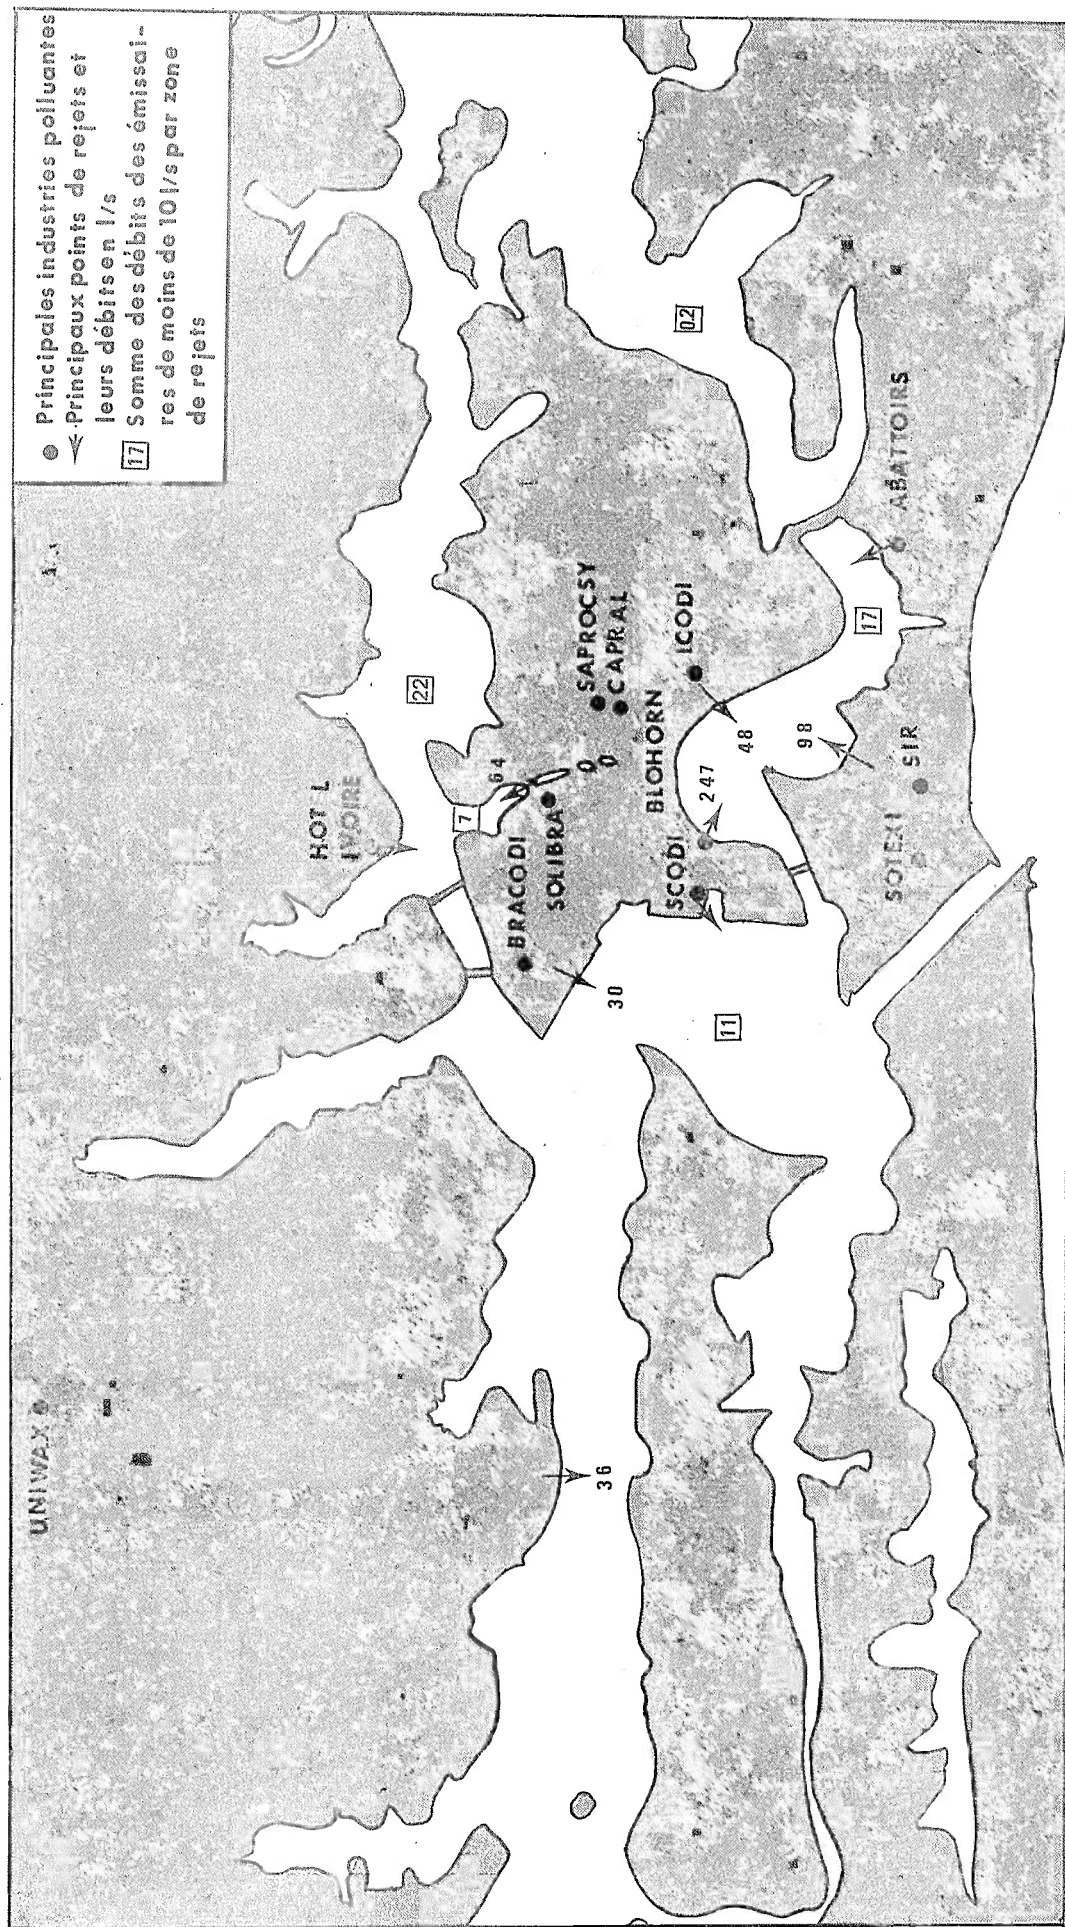 Principales industries polluantes
Principaux points de rejets et
leurs débits en l/s
17 Somme des débits des émissai-
res de moins de 10 l/s par zone
de rejets
UNIWAX
36
HOT L
IVOIRE
22
7
64
BRACODI
SOLIBRA
30
SAPROCSY
CAPRAL
BLOHORN
ICODI
SCODI
247
48
98
11
02
17
ABATTOIRS
SIR
SOTEXI